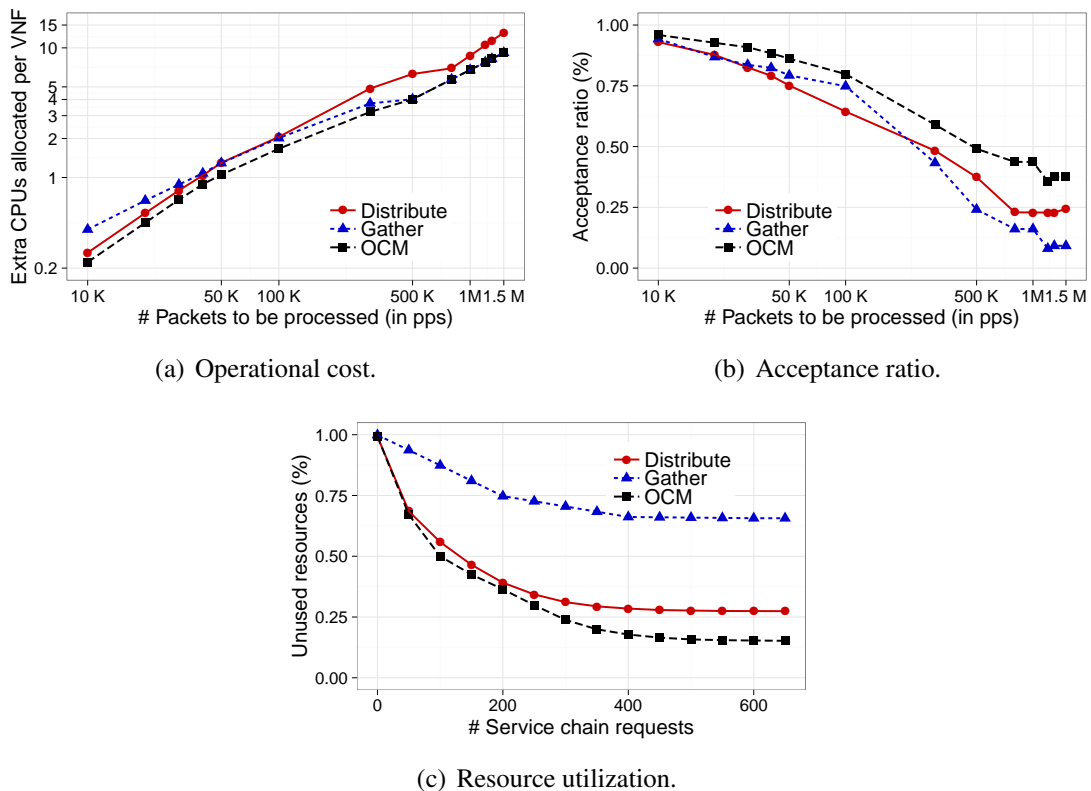 Extra CPUs allocated per VNF
15
10
5
4
3
2
1
0.2
Distribute
Gather
OCM
10 K
50 K
100 K
500 K
1M
1.5 M
# Packets to be processed (in pps)
(a) Operational cost.
Acceptance ratio (%)
1.00
0.75
0.50
0.25
0.00
Distribute
Gather
OCM
10 K
50 K
100 K
500 K
1M
1.5 M
# Packets to be processed (in pps)
(b) Acceptance ratio.
Unused resources (%)
1.00
0.75
0.50
0.25
0.00
Distribute
Gather
OCM
0
200
400
600
# Service chain requests
(c) Resource utilization.